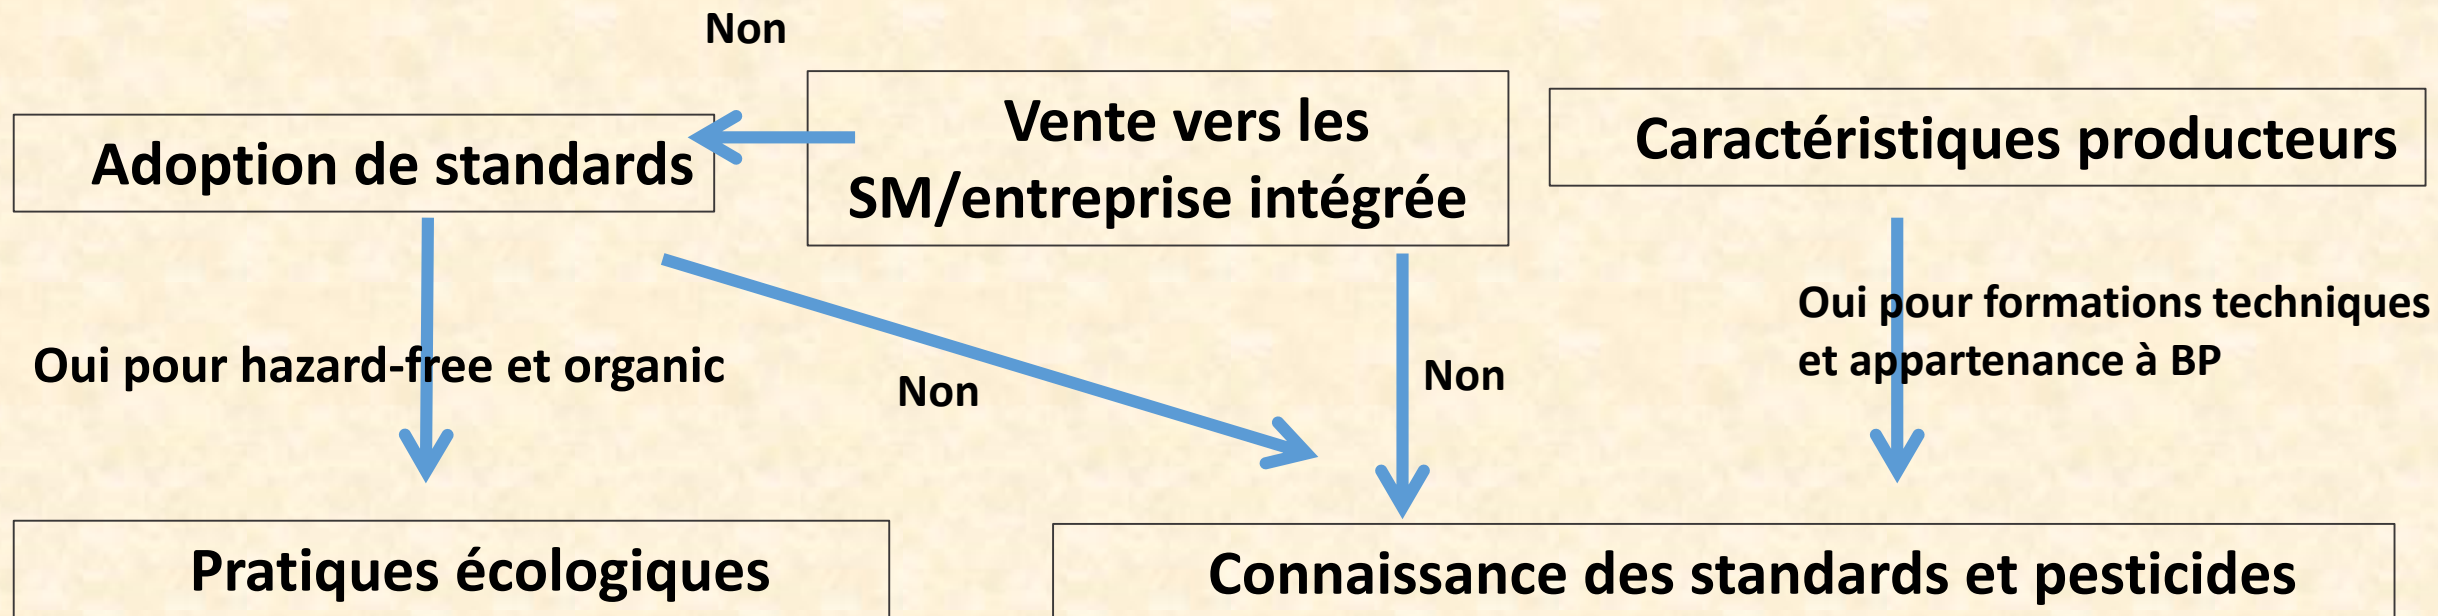 Non
Adoption de standards
Vente vers les
SM/entreprise intégrée
Caractéristiques producteurs
Oui pour hazard-free et organic
Non
Non
Oui pour formations techniques
et appartenance à BP
Pratiques écologiques
Connaissance des standards et pesticides